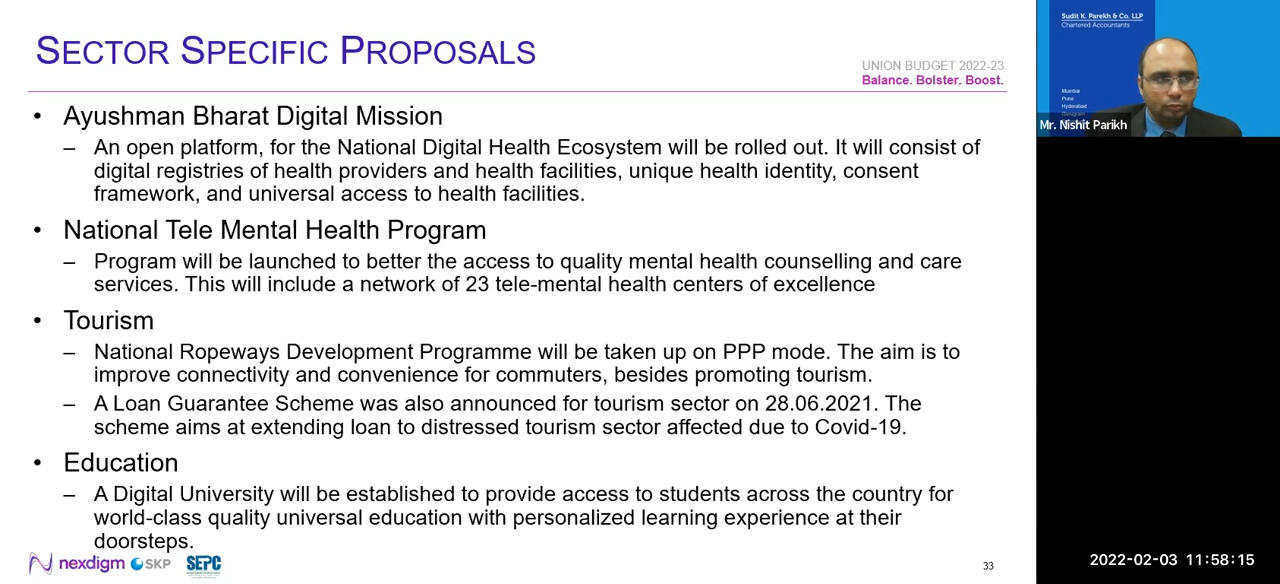 SECTOR SPECIFIC PROPOSALS
UNION BUDGET 2022-23
Balance. Bolster. Boost.
• Ayushman Bharat Digital Mission
– An open platform, for the National Digital Health Ecosystem will be rolled out. It will consist of
digital registries of health providers and health facilities, unique health identity, consent
framework, and universal access to health facilities.
• National Tele Mental Health Program
– Program will be launched to better the access to quality mental health counselling and care
services. This will include a network of 23 tele-mental health centers of excellence
• Tourism
– National Ropeways Development Programme will be taken up on PPP mode. The aim is to
improve connectivity and convenience for commuters, besides promoting tourism.
– A Loan Guarantee Scheme was also announced for tourism sector on 28.06.2021. The
scheme aims at extending loan to distressed tourism sector affected due to Covid-19.
• Education
– A Digital University will be established to provide access to students across the country for
world-class quality universal education with personalized learning experience at their
doorsteps.
nexdigm SKP SEPC
33
Sudit K. Parekh & Co. LLP
Chartered Accountants
Mumbai
Pune
Hyderabad
Mr. Nishit Parikh
2022-02-03 11:58:15